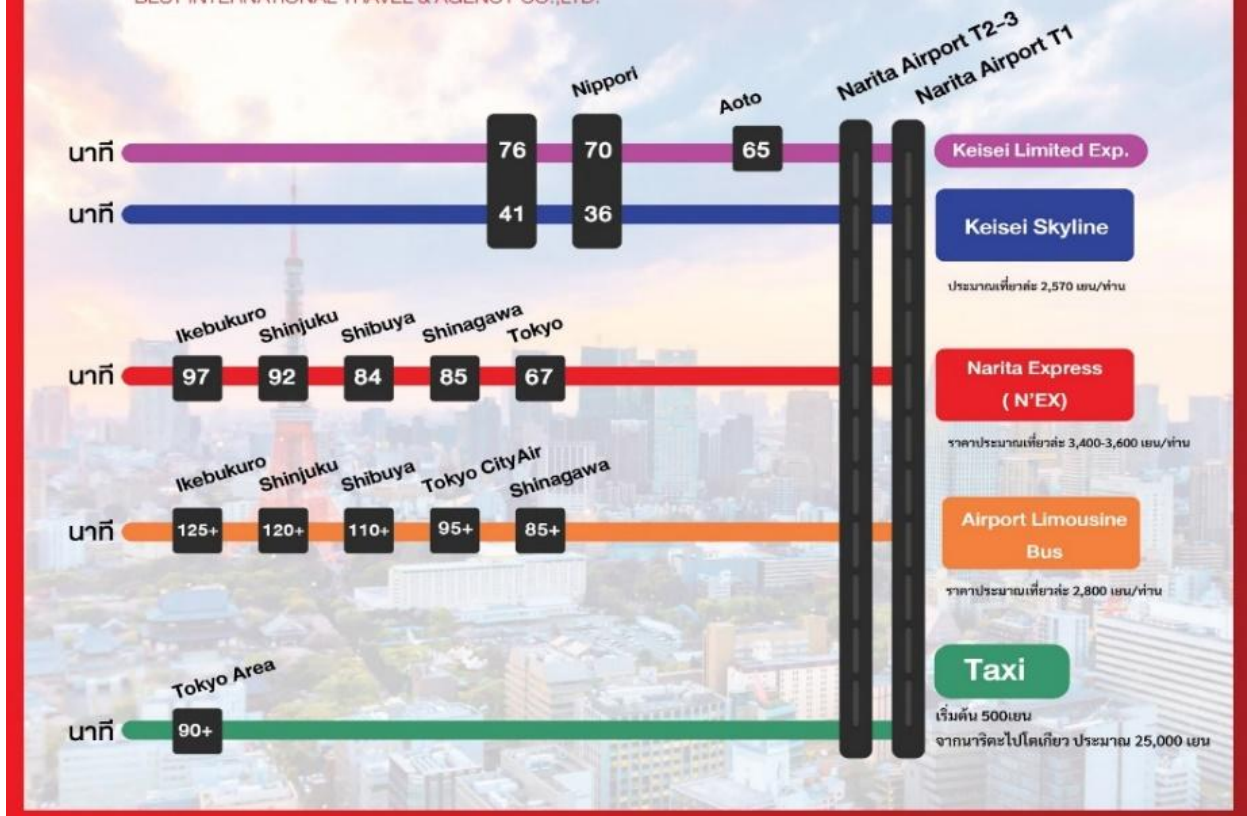 BEST INTERNATIONAL TRAVEL & AGENCY CO.,LTD.
Narita Airport T2-3
Narita Airport T1
Nippori
Aoto
นาที 76 70 65 Keisei Limited Exp.
นาที 41 36 Keisei Skyline
ประมาณเที่ยวล่ะ 2,570 เยน/ท่าน
Ikebukuro Shinjuku Shibuya Shinagawa Tokyo
นาที 97 92 84 85 67
Narita Express
( N'EX)
ราคาประมาณเที่ยวล่ะ 3,400-3,600 เยน/ท่าน
Ikebukuro Shinjuku Shibuya Tokyo CityAir Shinagawa
นาที 125+ 120+ 110+ 95+ 85+
Airport Limousine
Bus
ราคาประมาณเที่ยวล่ะ 2,800 เยน/ท่าน
Tokyo Area
นาที 90+
Taxi
เริ่มต้น 500เยน
จากนาริตะไปโตเกียว ประมาณ 25,000 เยน